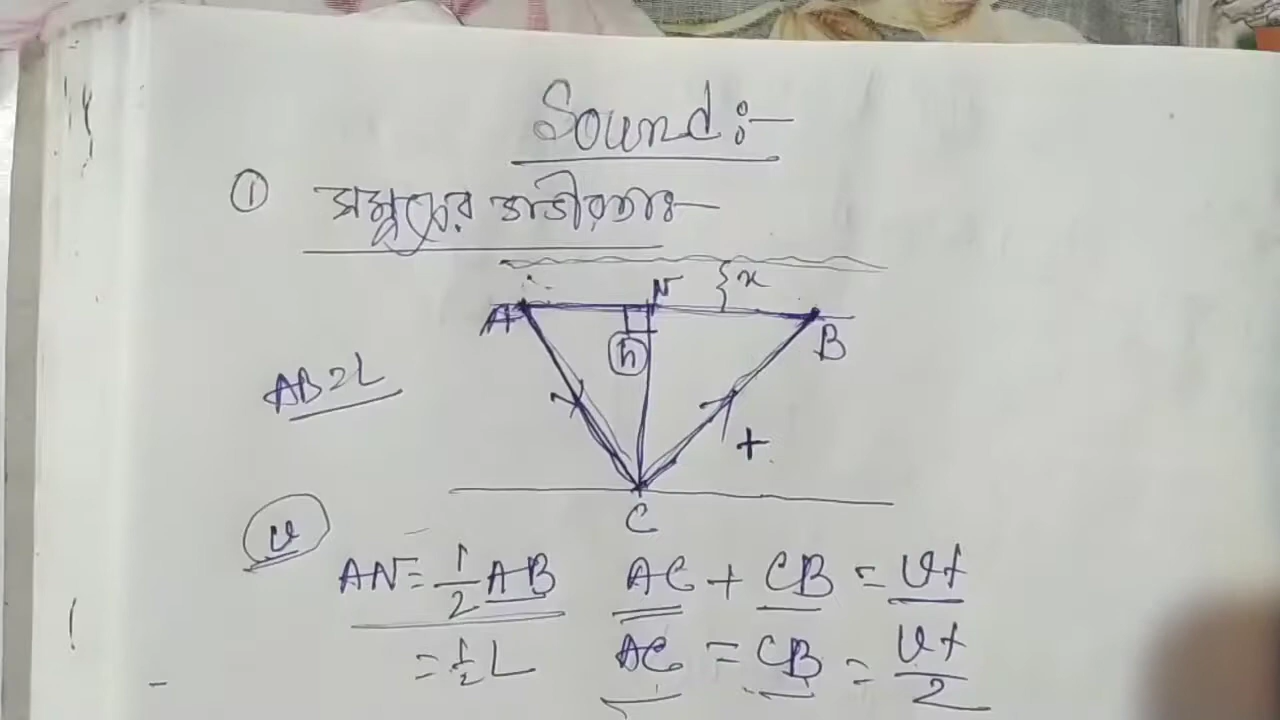 Sound :-
① সমুদ্রের গভীরতাঃ-
A N x B
h
AB = L
t
C
v
AN = 1/2 AB AC + CB = vt
= 1/2 L AC = CB = vt/2